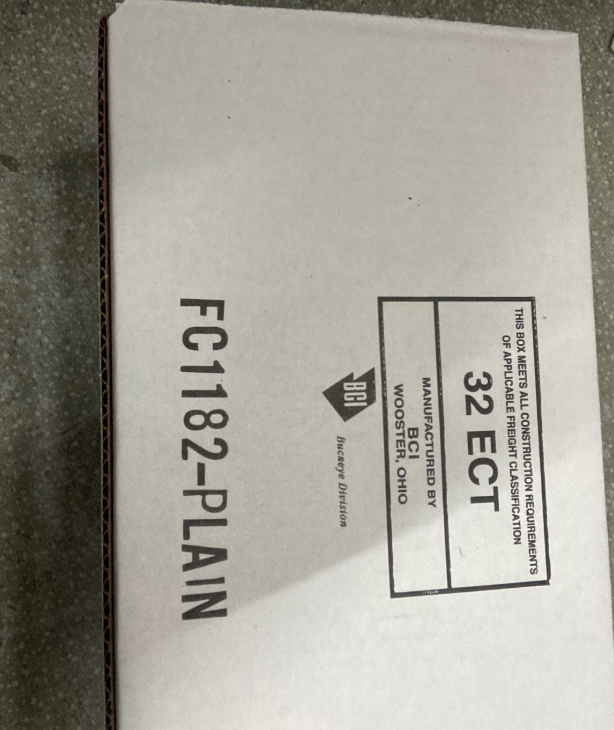 THIS BOX MEETS ALL CONSTRUCTION REQUIREMENTS
OF APPLICABLE FREIGHT CLASSIFICATION
32 ECT
MANUFACTURED BY
BCI
WOOSTER, OHIO
BCI
Buckeye Division
FC1182-PLAIN